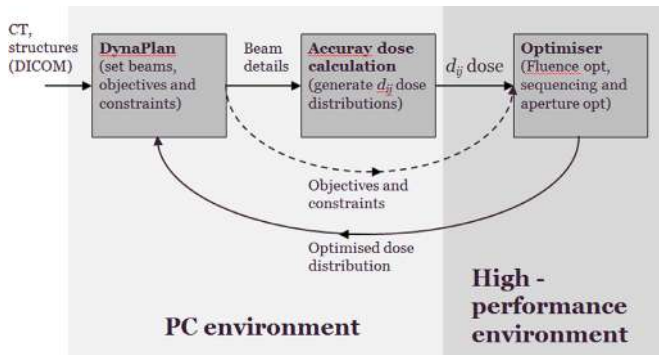 CT,
structures
(DICOM)
DynaPlan
(set beams,
objectives and
constraints)
Beam
details
Accuray dose
calculation
(generate dij dose
distributions)
dij dose
Optimiser
(Fluence opt,
sequencing and
aperture opt)
Objectives and
constraints
Optimised dose
distribution
PC environment
High -
performance
environment